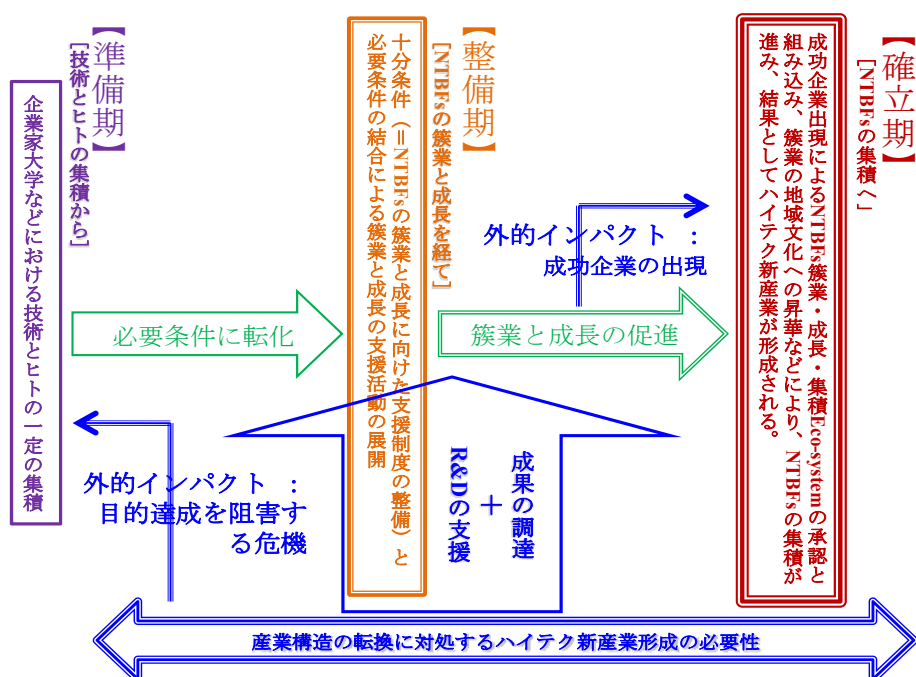 【準備期】
[技術とヒトの集積から]
企業家大学などにおける技術とヒトの一定の集積
必要条件に転化
外的インパクト ：
目的達成を阻害す
る危機
【整備期】
[NTBFsの簇業と成長を経て]
十分条件（＝NTBFsの簇業と成長に向けた支援制度の整備）と
必要条件の結合による簇業と成長の支援活動の展開
簇業と成長の促進
外的インパクト ：
成功企業の出現
成果の調達
＋
R&Dの支援
【確立期】
[NTBFsの集積へ」
成功企業出現によるNTBFs簇業・成長・集積Eco-systemの承認と
組み込み、簇業の地域文化への昇華などにより、NTBFsの集積が
進み、結果としてハイテク新産業が形成される。
産業構造の転換に対処するハイテク新産業形成の必要性